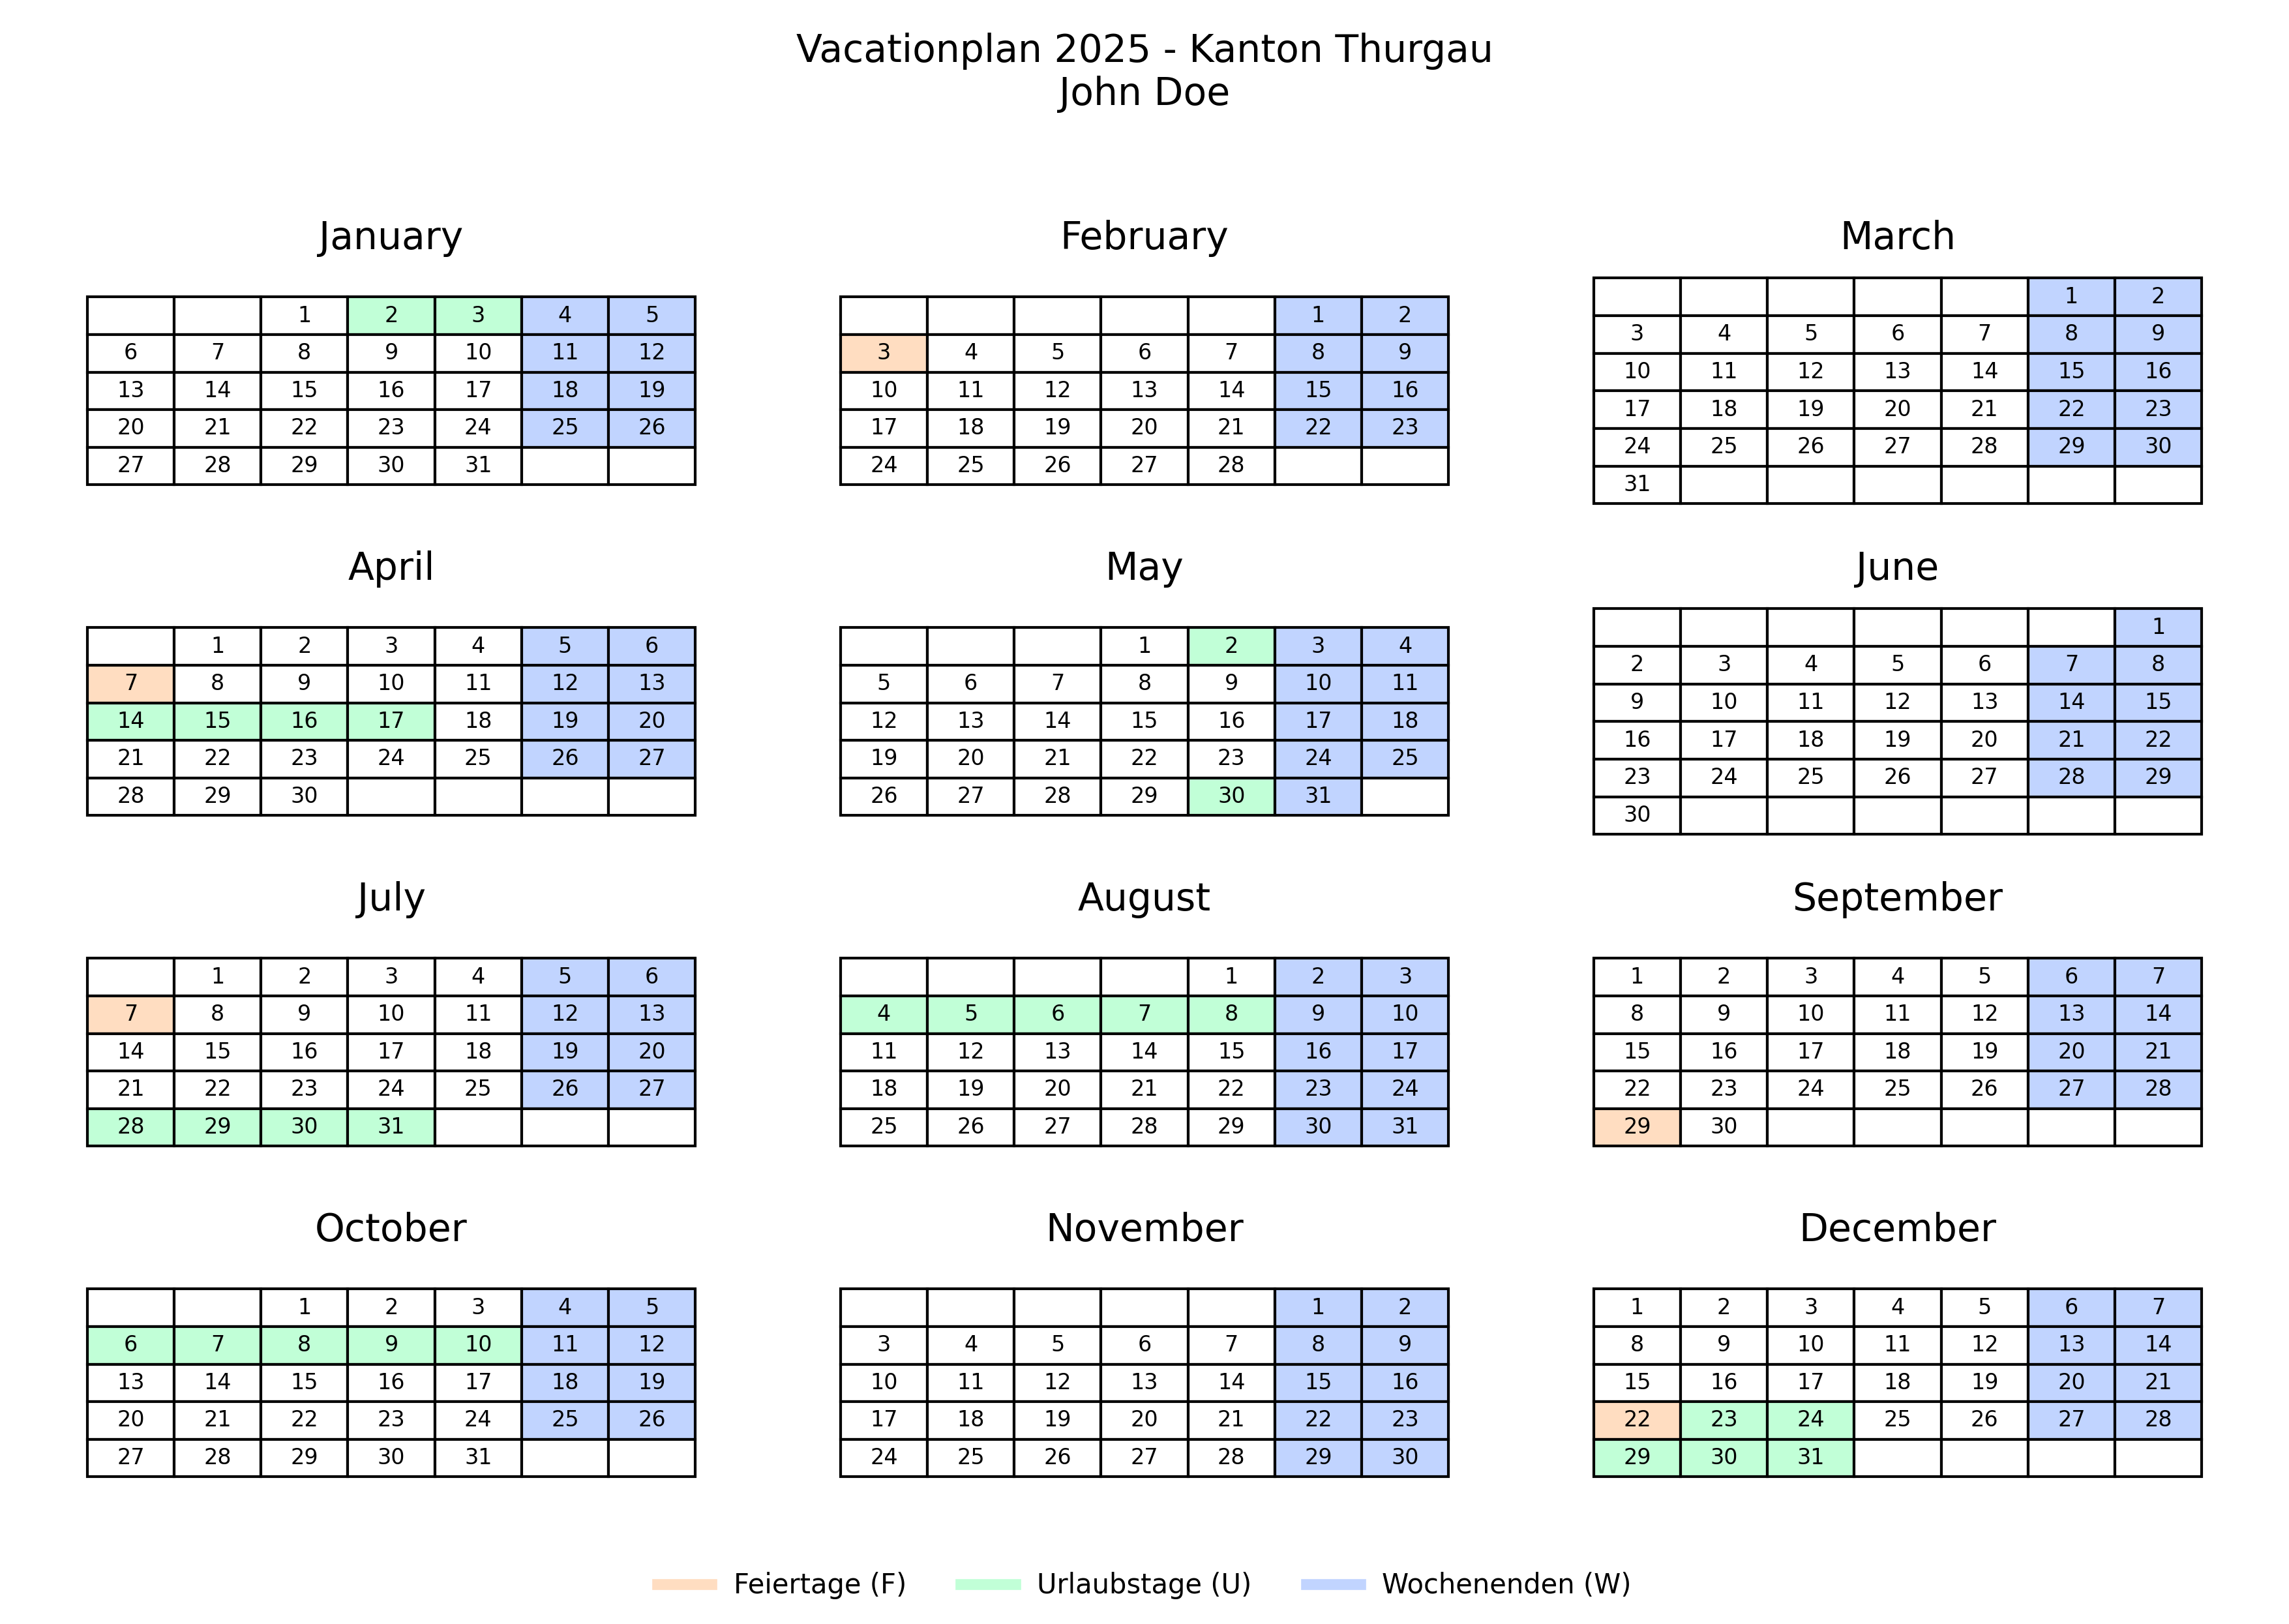 Vacationplan 2025 - Kanton Thurgau
John Doe
January
1 2 3 4 5
6 7 8 9 10 11 12
13 14 15 16 17 18 19
20 21 22 23 24 25 26
27 28 29 30 31
February
1 2
3 4 5 6 7 8 9
10 11 12 13 14 15 16
17 18 19 20 21 22 23
24 25 26 27 28
March
1 2
3 4 5 6 7 8 9
10 11 12 13 14 15 16
17 18 19 20 21 22 23
24 25 26 27 28 29 30
31
April
1 2 3 4 5 6
7 8 9 10 11 12 13
14 15 16 17 18 19 20
21 22 23 24 25 26 27
28 29 30
May
1 2 3 4
5 6 7 8 9 10 11
12 13 14 15 16 17 18
19 20 21 22 23 24 25
26 27 28 29 30 31
June
1
2 3 4 5 6 7 8
9 10 11 12 13 14 15
16 17 18 19 20 21 22
23 24 25 26 27 28 29
30
July
1 2 3 4 5 6
7 8 9 10 11 12 13
14 15 16 17 18 19 20
21 22 23 24 25 26 27
28 29 30 31
August
1 2 3
4 5 6 7 8 9 10
11 12 13 14 15 16 17
18 19 20 21 22 23 24
25 26 27 28 29 30 31
September
1 2 3 4 5 6 7
8 9 10 11 12 13 14
15 16 17 18 19 20 21
22 23 24 25 26 27 28
29 30
October
1 2 3 4 5
6 7 8 9 10 11 12
13 14 15 16 17 18 19
20 21 22 23 24 25 26
27 28 29 30 31
November
1 2
3 4 5 6 7 8 9
10 11 12 13 14 15 16
17 18 19 20 21 22 23
24 25 26 27 28 29 30
December
1 2 3 4 5 6 7
8 9 10 11 12 13 14
15 16 17 18 19 20 21
22 23 24 25 26 27 28
29 30 31
Feiertage (F) Urlaubstage (U) Wochenenden (W)